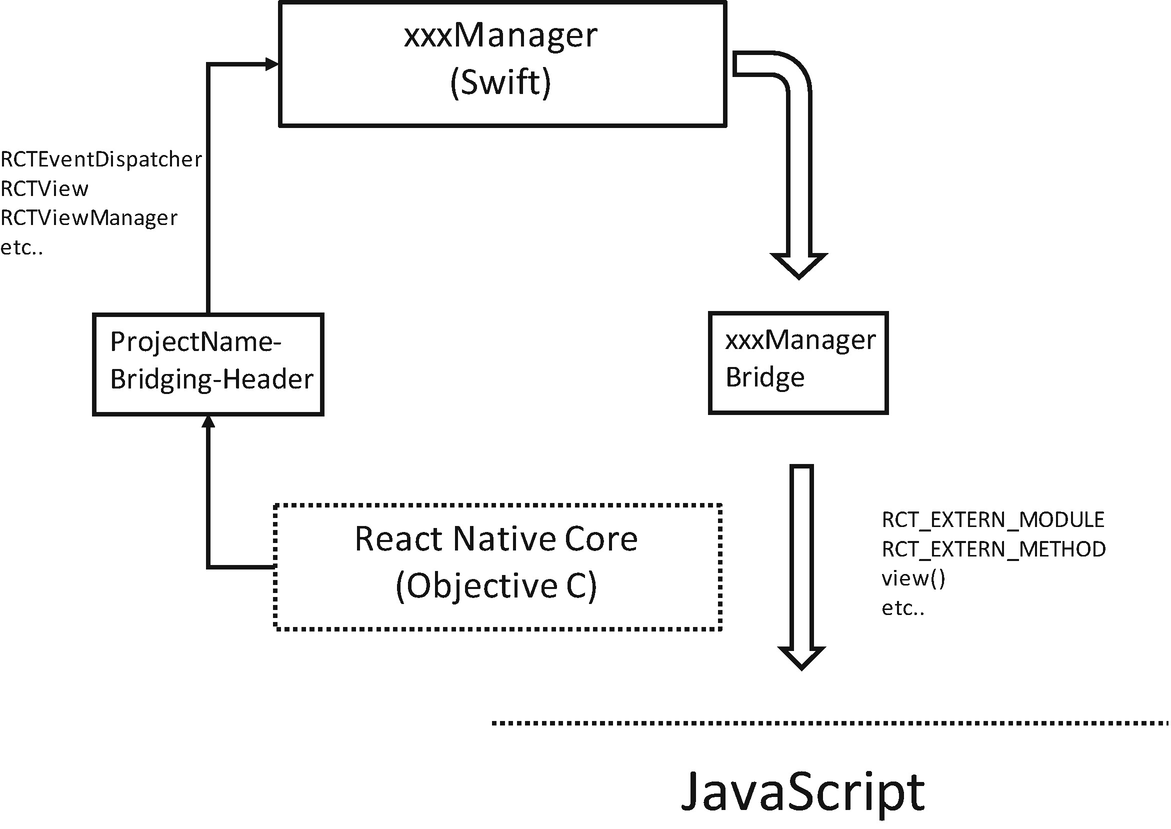 xxxManager
(Swift)
RCTEventDispatcher
RCTView
RCTViewManager
etc..
ProjectName-
Bridging-Header
xxxManager
Bridge
React Native Core
(Objective C)
RCT_EXTERN_MODULE
RCT_EXTERN_METHOD
view()
etc..
JavaScript